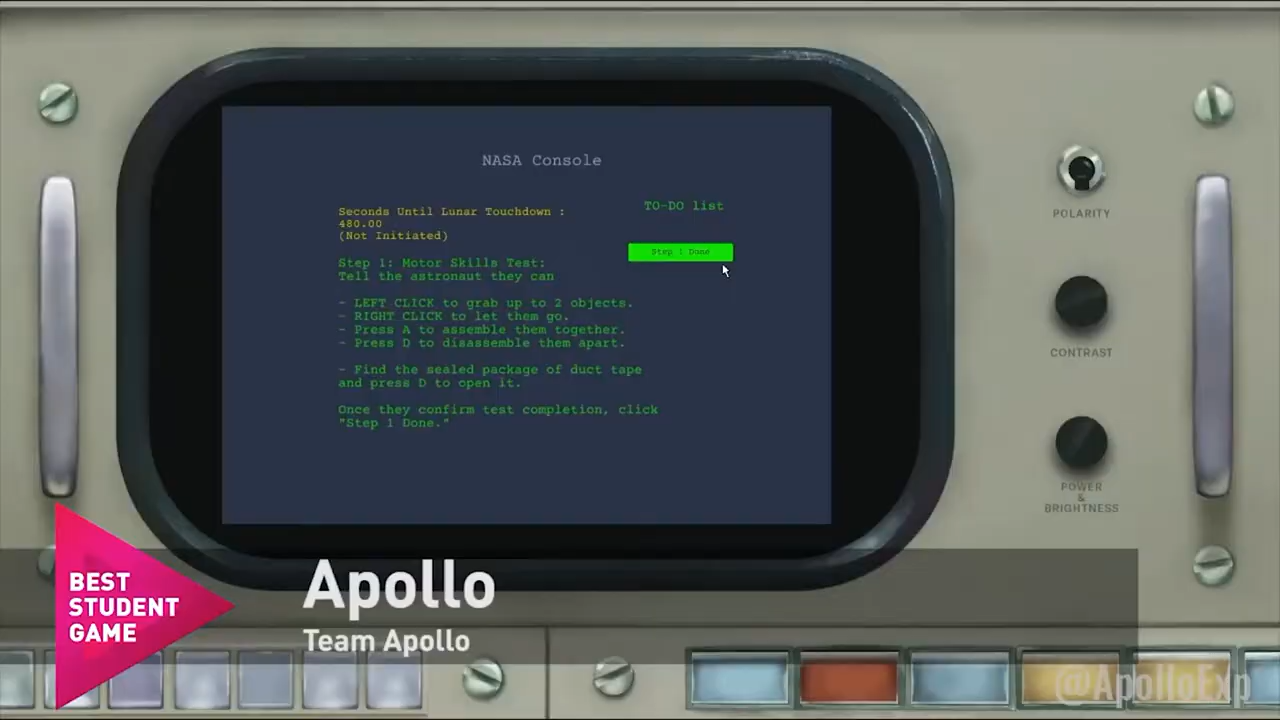 NASA Console
Seconds Until Lunar Touchdown :
480.00
(Not Initiated)
TO-DO list
Step 1 Done
Step 1: Motor Skills Test:
Tell the astronaut they can
- LEFT CLICK to grab up to 2 objects.
- RIGHT CLICK to let them go.
- Press A to assemble them together.
- Press D to disassemble them apart.
- Find the sealed package of duct tape
and press D to open it.
Once they confirm test completion, click
"Step 1 Done."
POLARITY
CONTRAST
POWER
&
BRIGHTNESS
BEST
STUDENT
GAME
Apollo
Team Apollo
@ApolloExp